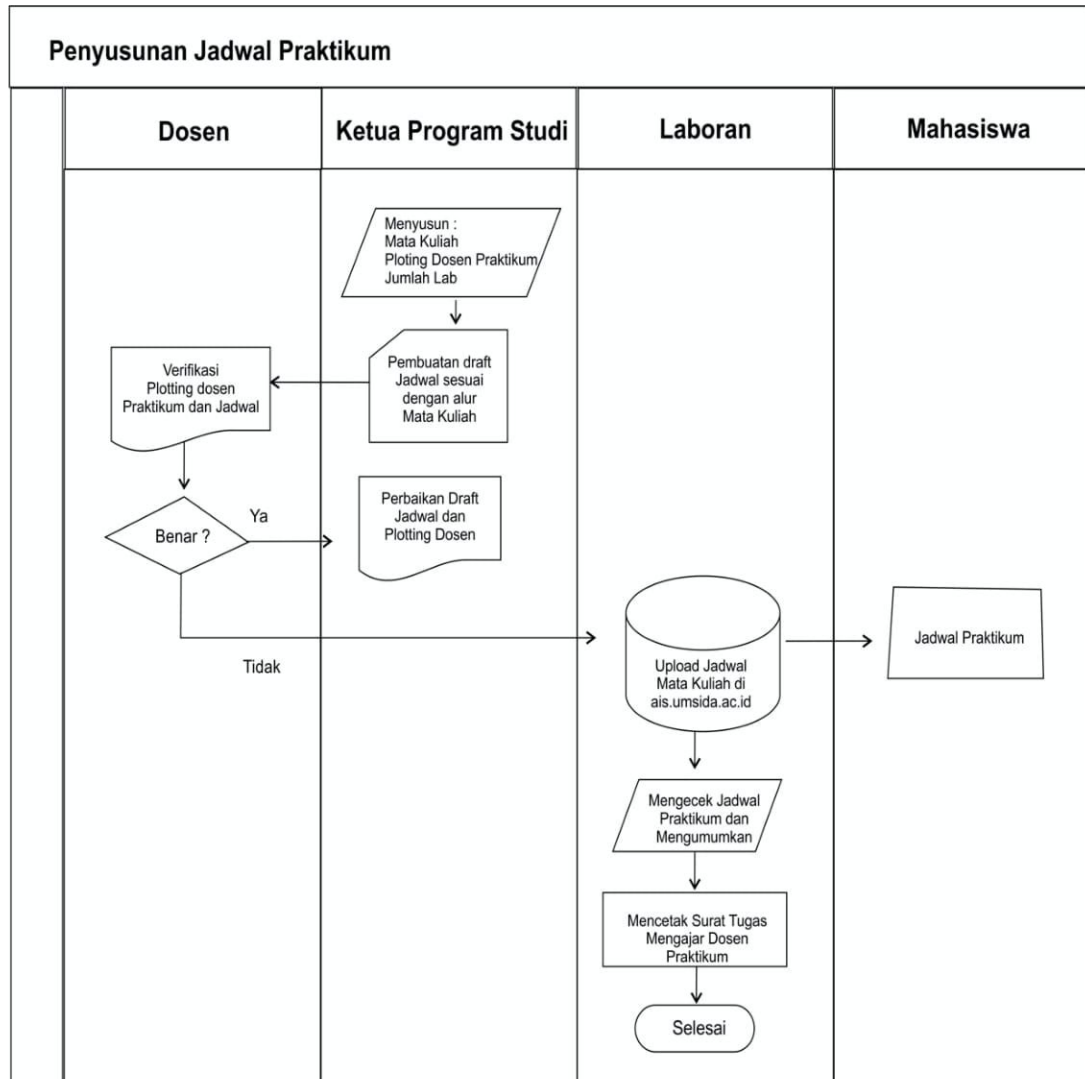 Penyusunan Jadwal Praktikum
Dosen
Ketua Program Studi
Laboran
Mahasiswa
Menyusun :
Mata Kuliah
Ploting Dosen Praktikum
Jumlah Lab
Pembuatan draft
Jadwal sesuai
dengan alur
Mata Kuliah
Verifikasi
Plotting dosen
Praktikum dan Jadwal
Benar ?
Ya
Perbaikan Draft
Jadwal dan
Plotting Dosen
Tidak
Upload Jadwal
Mata Kuliah di
ais.umsida.ac.id
Jadwal Praktikum
Mengecek Jadwal
Praktikum dan
Mengumumkan
Mencetak Surat Tugas
Mengajar Dosen
Praktikum
Selesai